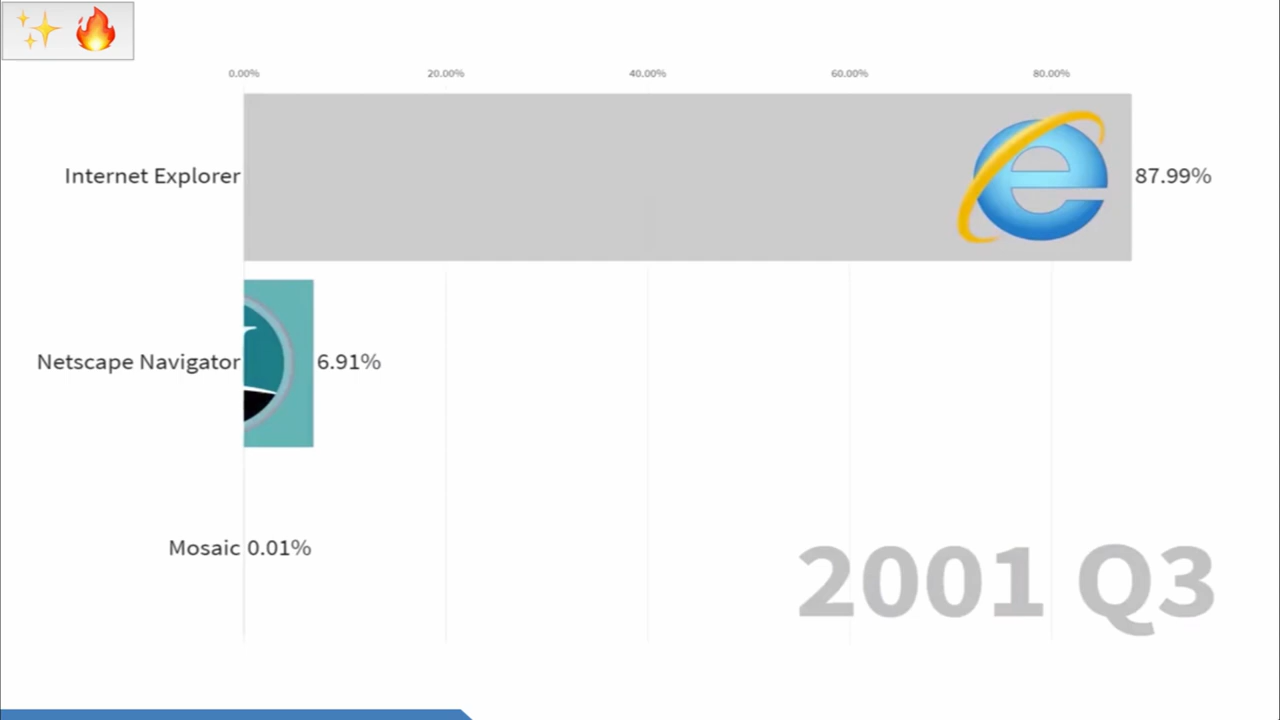 0.00% 20.00% 40.00% 60.00% 80.00%
Internet Explorer 87.99%
Netscape Navigator 6.91%
Mosaic 0.01%
2001 Q3